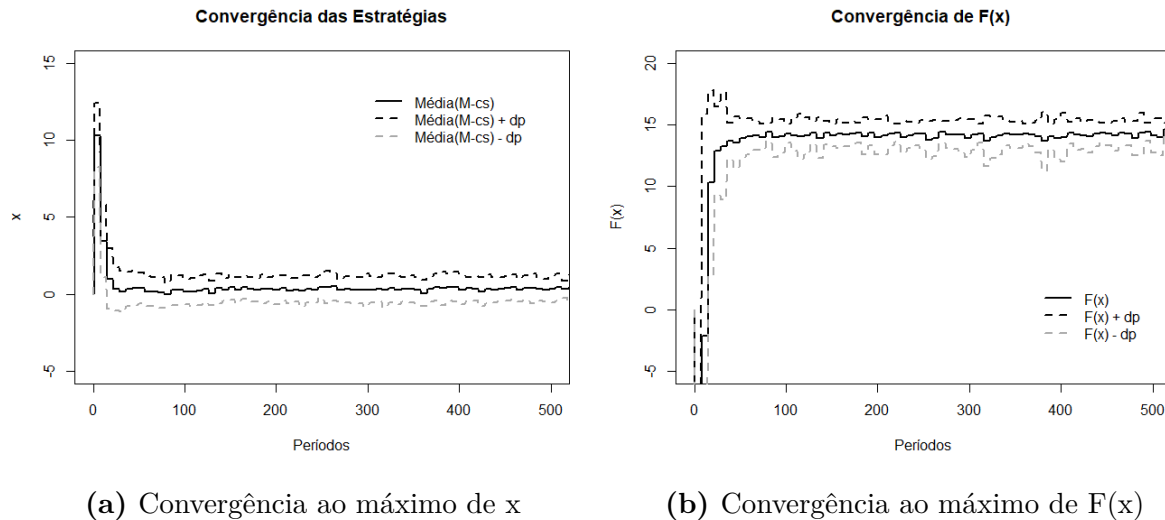 Convergência das Estratégias
15
10
5
0
-5
x
Média(M-cs)
Média(M-cs) + dp
Média(M-cs) - dp
0 100 200 300 400 500
Períodos
(a) Convergência ao máximo de x
Convergência de F(x)
20
15
10
5
0
-5
F(x)
F(x)
F(x) + dp
F(x) - dp
0 100 200 300 400 500
Períodos
(b) Convergência ao máximo de F(x)